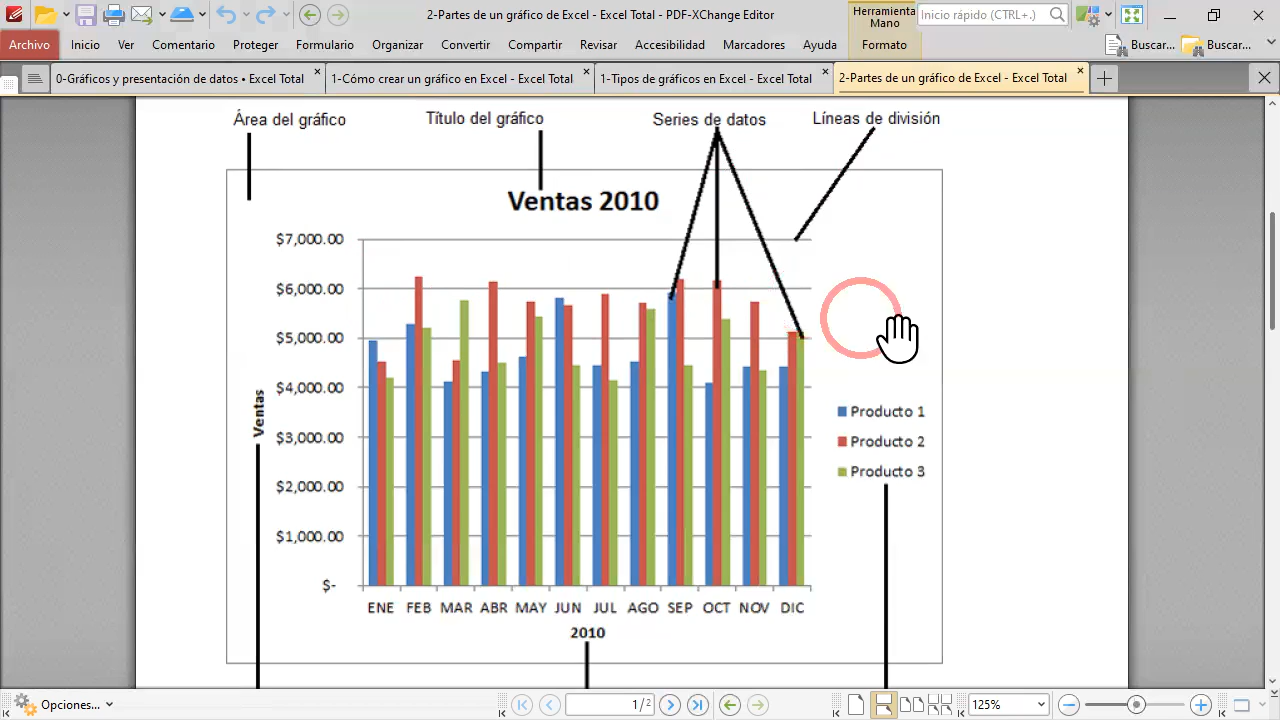 2-Partes de un gráfico de Excel - Excel Total - PDF-XChange Editor
Herramienta
Mano
Inicio rápido (CTRL+.)
Archivo
Inicio
Ver
Comentario
Proteger
Formulario
Organizar
Convertir
Compartir
Revisar
Accesibilidad
Marcadores
Ayuda
Formato
Buscar...
Buscar...
0-Gráficos y presentación de datos • Excel Total
1-Cómo crear un gráfico en Excel - Excel Total
1-Tipos de gráficos en Excel - Excel Total
2-Partes de un gráfico de Excel - Excel Total
Área del gráfico
Título del gráfico
Series de datos
Líneas de división
Ventas 2010
$7,000.00
$6,000.00
$5,000.00
$4,000.00
$3,000.00
$2,000.00
$1,000.00
$-
Ventas
ENE FEB MAR ABR MAY JUN JUL AGO SEP OCT NOV DIC
2010
Producto 1
Producto 2
Producto 3
Opciones...
1/2
125%